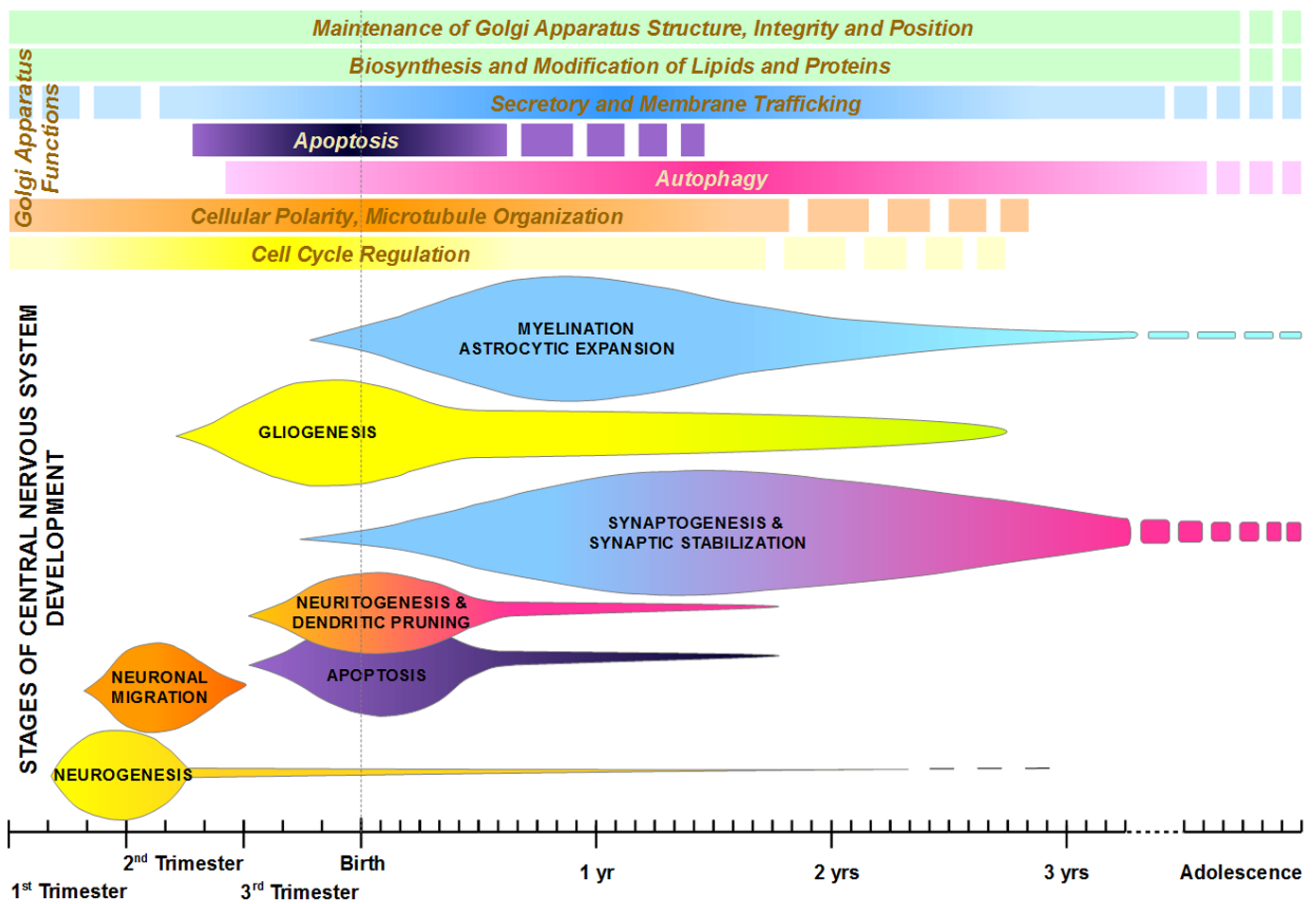 Maintenance of Golgi Apparatus Structure, Integrity and Position
Biosynthesis and Modification of Lipids and Proteins
Secretory and Membrane Trafficking
Apoptosis
Autophagy
Cellular Polarity, Microtubule Organization
Cell Cycle Regulation
Golgi Apparatus
Functions
MYELINATION
ASTROCYTIC EXPANSION
GLIOGENESIS
SYNAPTOGENESIS &
SYNAPTIC STABILIZATION
NEURITOGENESIS &
DENDRITIC PRUNING
APOPTOSIS
NEURONAL
MIGRATION
NEUROGENESIS
STAGES OF CENTRAL NERVOUS SYSTEM
DEVELOPMENT
1st Trimester
2nd Trimester
3rd Trimester
Birth
1 yr
2 yrs
3 yrs
Adolescence